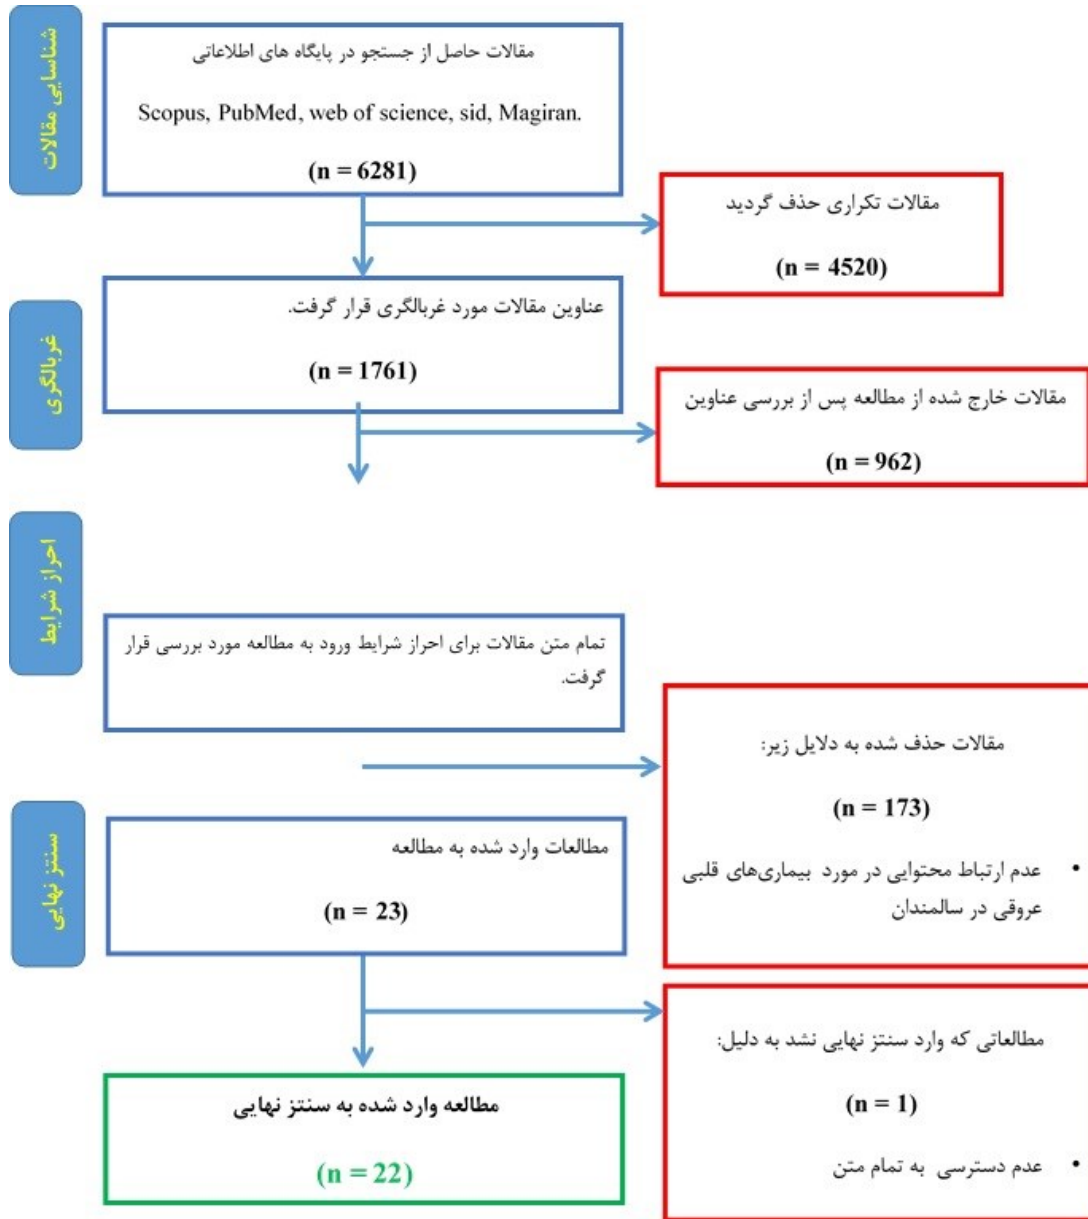 شناسایی مقالات
مقالات حاصل از جستجو در پایگاه های اطلاعاتی
Scopus, PubMed, web of science, sid, Magiran.
(n = 6281)
مقالات تکراری حذف گردید
(n = 4520)
غربالگری
عناوین مقالات مورد غربالگری قرار گرفت.
(n = 1761)
مقالات خارج شده از مطالعه پس از بررسی عناوین
(n = 962)
احراز شرایط
تمام متن مقالات برای احراز شرایط ورود به مطالعه مورد بررسی قرار
گرفت.
مقالات حذف شده به دلایل زیر:
(n = 173)
• عدم ارتباط محتوایی در مورد بیماری‌های قلبی
عروقی در سالمندان
سنتز نهایی
مطالعات وارد شده به مطالعه
(n = 23)
مطالعاتی که وارد سنتز نهایی نشد به دلیل:
(n = 1)
• عدم دسترسی به تمام متن
مطالعه وارد شده به سنتز نهایی
(n = 22)